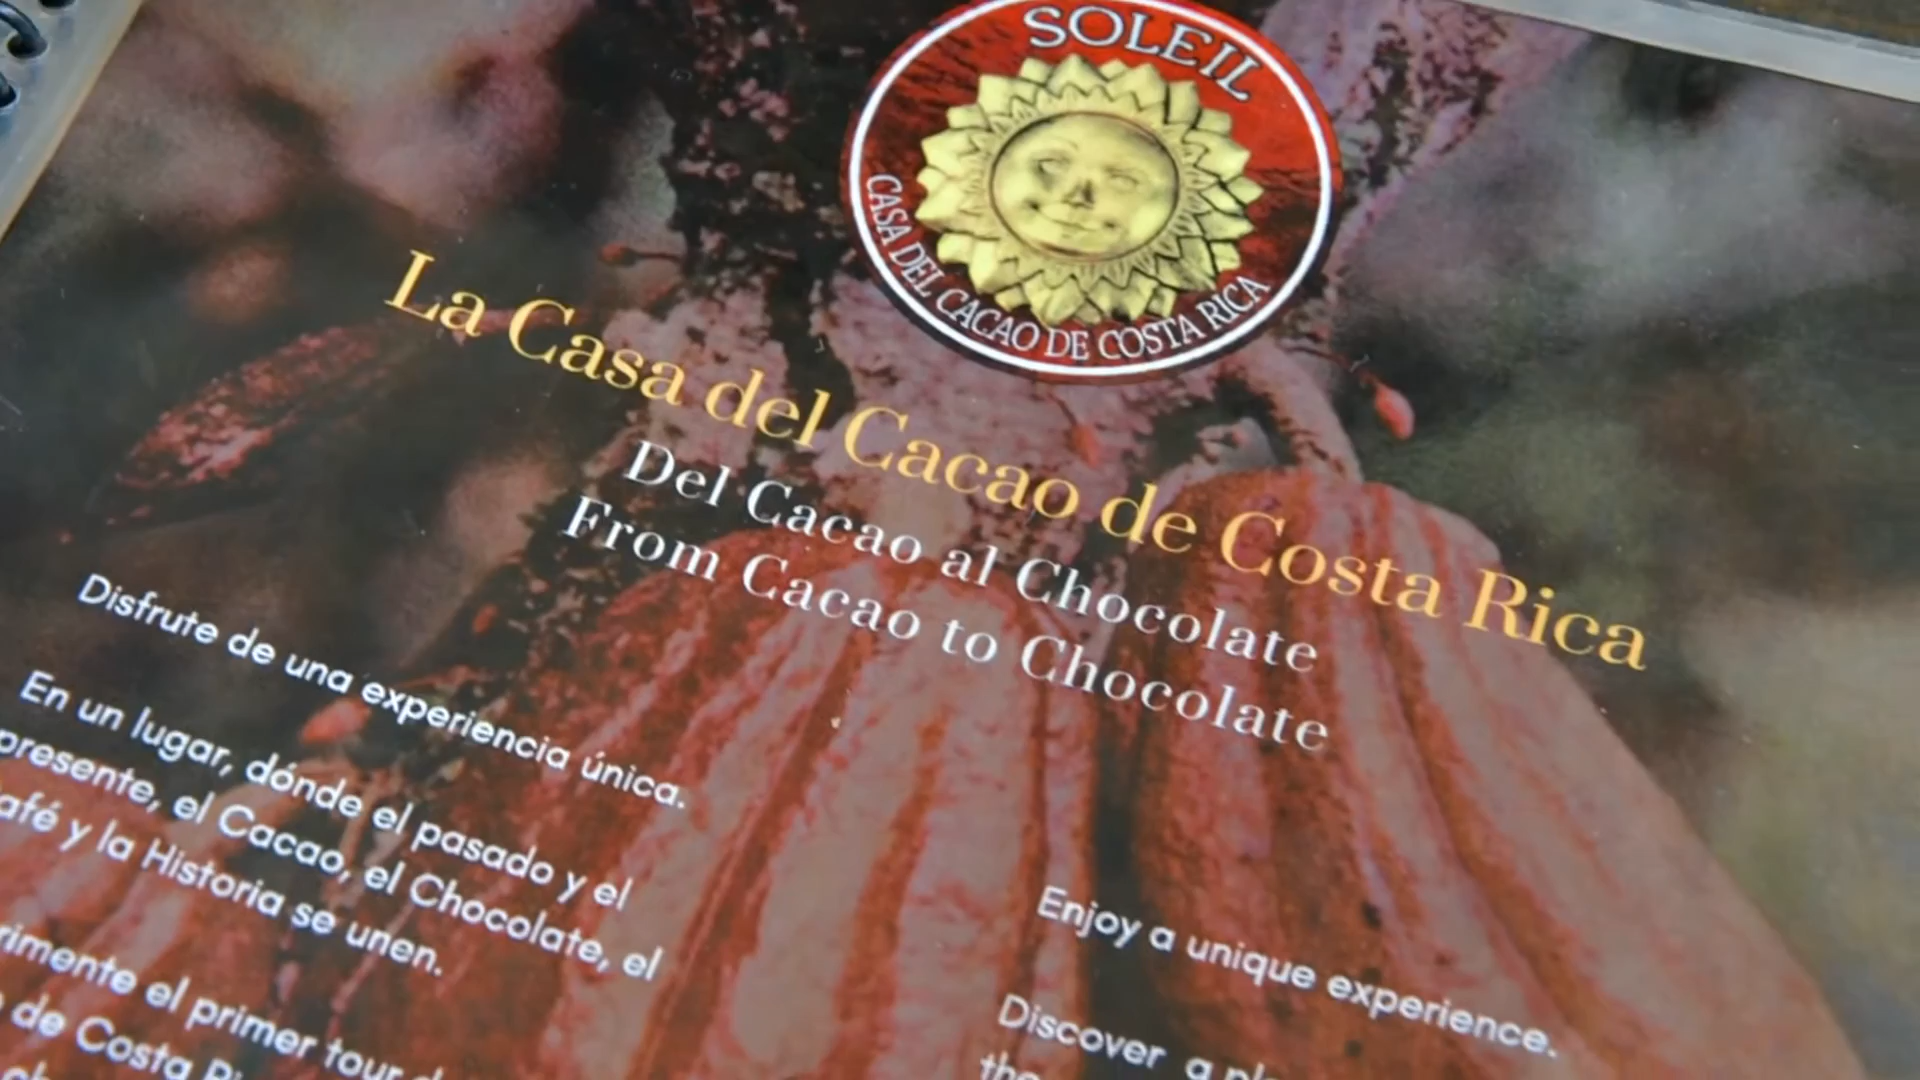 SOLEIL
CASA DEL CACAO DE COSTA RICA
La Casa del Cacao de Costa Rica
Del Cacao al Chocolate
From Cacao to Chocolate
Disfrute de una experiencia única.
En un lugar, dónde el pasado y el
presente, el Cacao, el Chocolate, el
afé y la Historia se unen.
rimente el primer tour
de Costa
Enjoy a unique experience.
Discover a
the